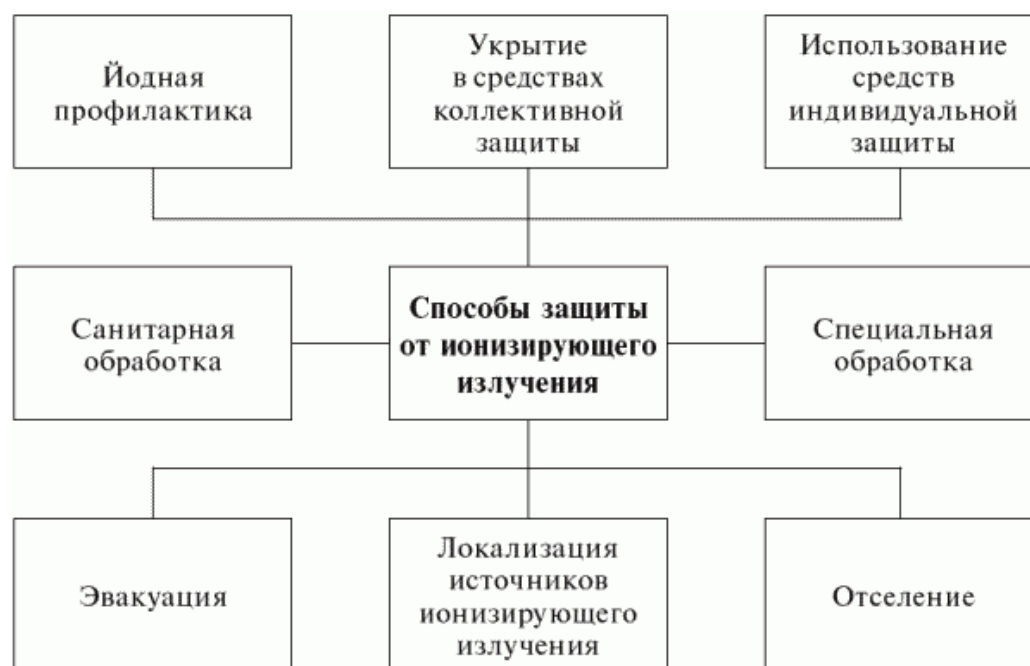 Йодная
профилактика
Укрытие
в средствах
коллективной
защиты
Использование
средств
индивидуальной
защиты
Санитарная
обработка
Способы защиты
от ионизирующего
излучения
Специальная
обработка
Эвакуация
Локализация
источников
ионизирующего
излучения
Отселение